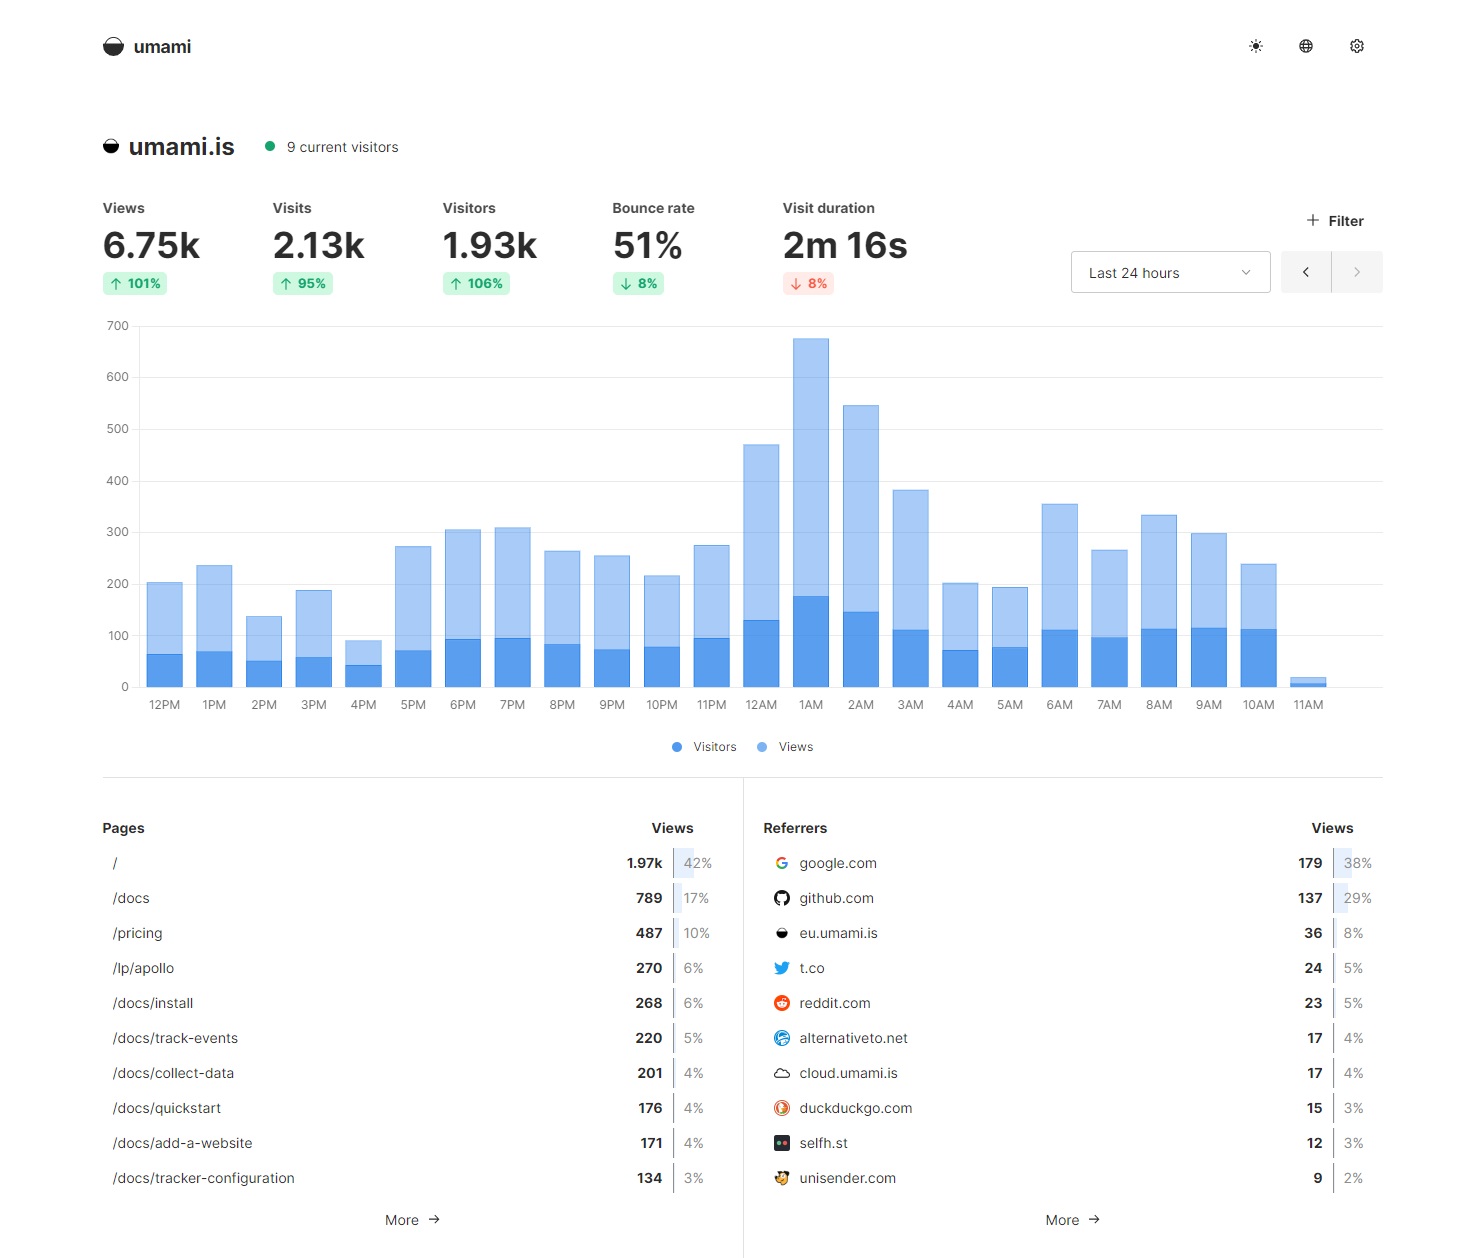 umami
umami.is 9 current visitors
Views Visits Visitors Bounce rate Visit duration
Filter
6.75k 2.13k 1.93k 51% 2m 16s
101% 95% 106% 8% 8%
Last 24 hours
700
600
500
400
300
200
100
0
12PM 1PM 2PM 3PM 4PM 5PM 6PM 7PM 8PM 9PM 10PM 11PM 12AM 1AM 2AM 3AM 4AM 5AM 6AM 7AM 8AM 9AM 10AM 11AM
Visitors Views
Pages Views
/ 1.97k 42%
/docs 789 17%
/pricing 487 10%
/lp/apollo 270 6%
/docs/install 268 6%
/docs/track-events 220 5%
/docs/collect-data 201 4%
/docs/quickstart 176 4%
/docs/add-a-website 171 4%
/docs/tracker-configuration 134 3%
More
Referrers Views
google.com 179 38%
github.com 137 29%
eu.umami.is 36 8%
t.co 24 5%
reddit.com 23 5%
alternativeto.net 17 4%
cloud.umami.is 17 4%
duckduckgo.com 15 3%
selfh.st 12 3%
unisender.com 9 2%
More